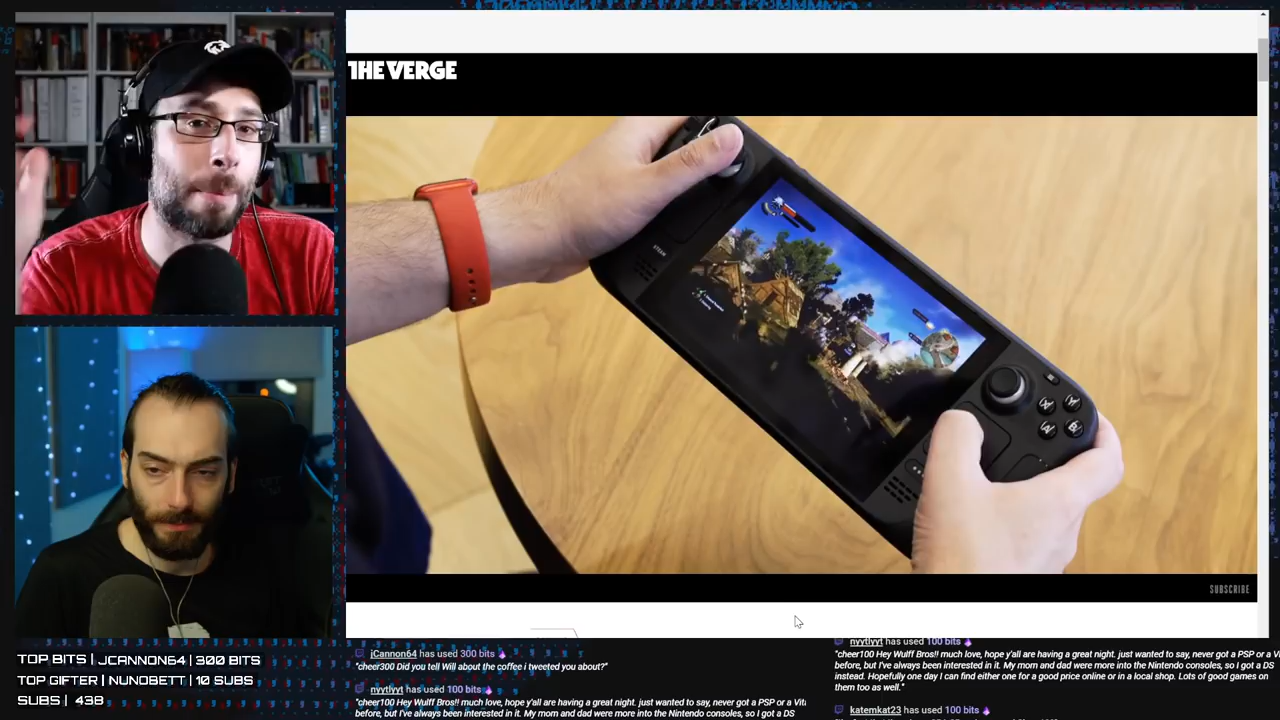 THE VERGE
STEAM
SUBSCRIBE
TOP BITS | JCANNON64 | 300 BITS
TOP GIFTER | NUNOBETT | 10 SUBS
SUBS | 438
jCannon64 has used 300 bits
"cheer300 Did you tell Will about the coffee i tweeted you about?"
nyytlyyt has used 100 bits
"cheer100 Hey Wulff Bros!! much love, hope y'all are having a great night. just wanted to say, never got a PSP or a Vita
before, but I've always been interested in it. My mom and dad were more into the Nintendo consoles, so I got a DS
nyytlyyt has used 100 bits
"cheer100 Hey Wulff Bros!! much love, hope y'all are having a great night. just wanted to say, never got a PSP or a V
before, but I've always been interested in it. My mom and dad were more into the Nintendo consoles, so I got a DS
instead. Hopefully one day I can find either one for a good price online or in a local shop. Lots of good games on
them too as well."
katemkat23 has used 100 bits